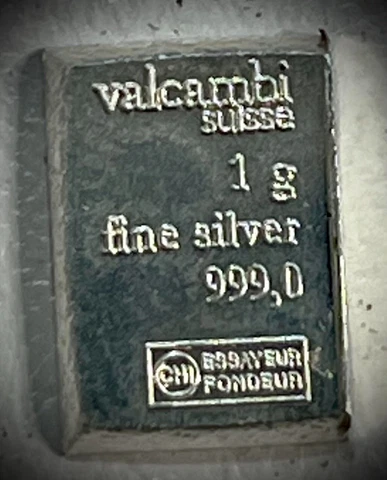 valcambi
suisse
1 g
fine silver
999,0
CHI ESSAYEUR
FONDEUR